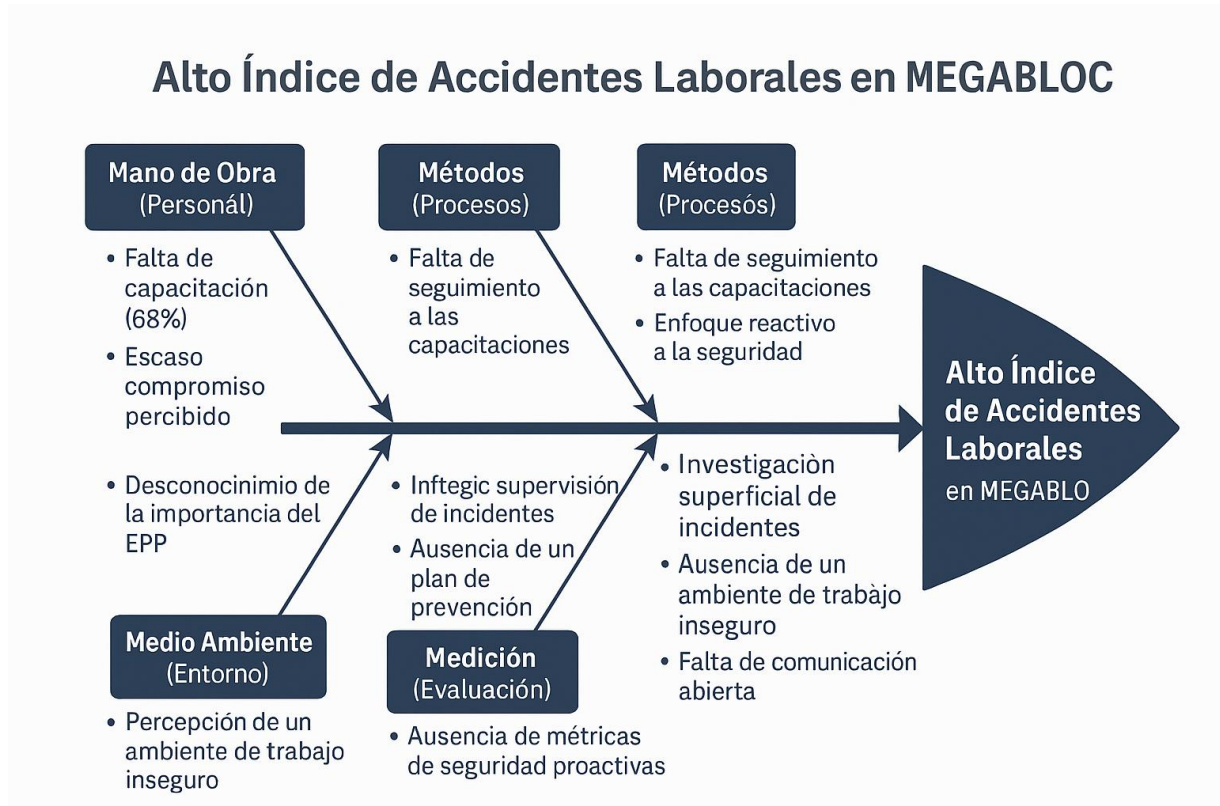 Alto Índice de Accidentes Laborales en MEGABLOC
Mano de Obra
(Personál)
• Falta de
capacitación
(68%)
• Escaso
compromiso
percibido
Métodos
(Procesos)
• Falta de
seguimiento
a las
capacitaciones
Métodos
(Procesós)
• Falta de seguimiento
a las capacitaciones
• Enfoque reactivo
a la seguridad
Alto Índice
de Accidentes
Laborales
en MEGABLO
• Desconocinimio de
la importancia del
EPP
Medio Ambiente
(Entorno)
• Percepción de un
ambiente de trabajo
inseguro
• Inftegic supervisión
de incidentes
• Ausencia de un
plan de
prevención
Medición
(Evaluación)
• Ausencia de métricas
de seguridad proactivas
• Investigaciòn
superficial de
incidentes
• Ausencia de un
ambiente de trabàjo
inseguro
• Falta de comunicación
abierta